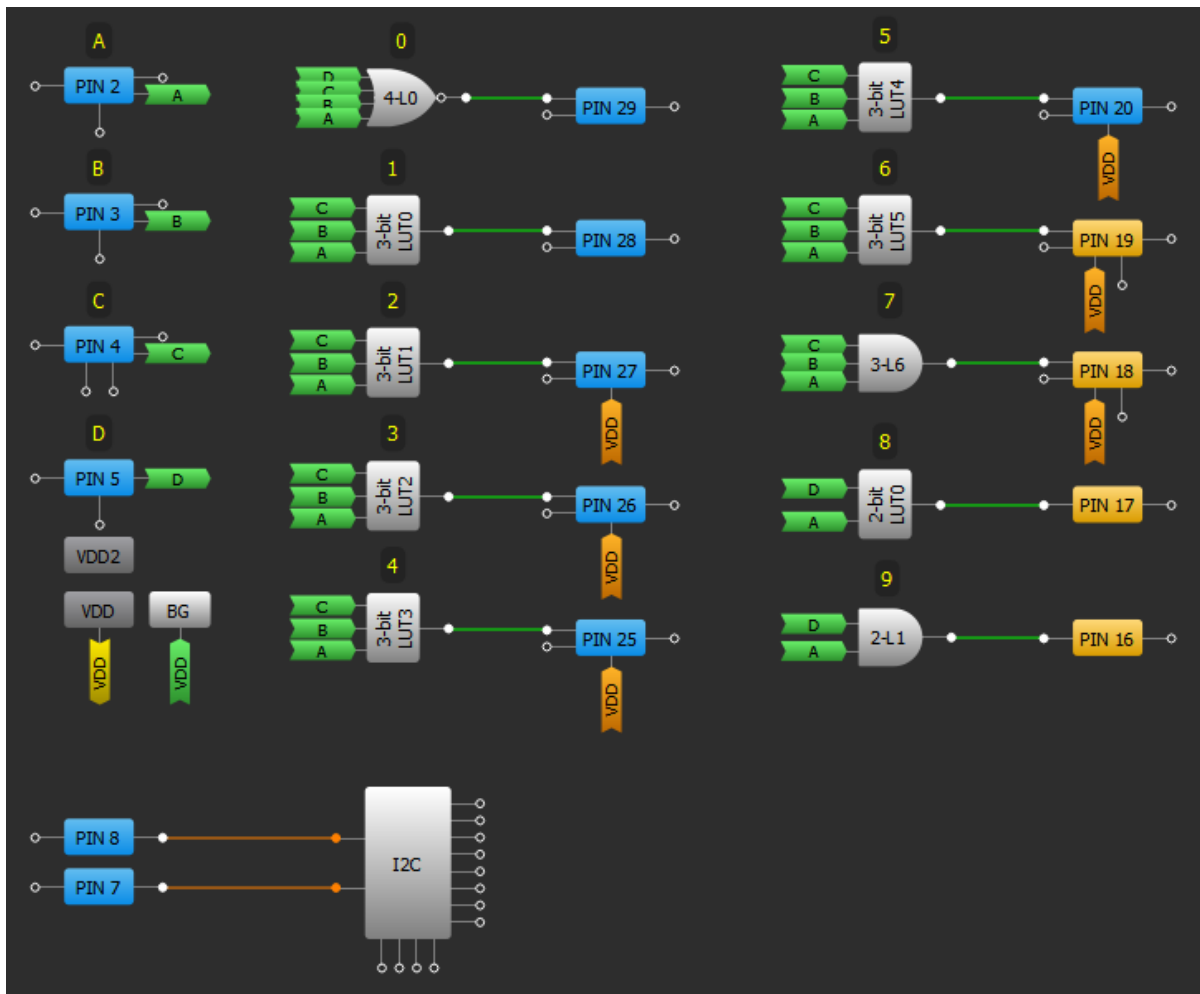 A
PIN 2
A
B
PIN 3
B
C
PIN 4
C
D
PIN 5
D
VDD2
VDD
BG
VDD
VDD
0
D
C
B
A
4-L0
PIN 29
1
C
B
A
3-bit
LUT0
PIN 28
2
C
B
A
3-bit
LUT1
PIN 27
VDD
3
C
B
A
3-bit
LUT2
PIN 26
VDD
4
C
B
A
3-bit
LUT3
PIN 25
VDD
5
C
B
A
3-bit
LUT4
PIN 20
VDD
6
C
B
A
3-bit
LUT5
PIN 19
VDD
7
C
B
A
3-L6
PIN 18
VDD
8
D
A
2-bit
LUT0
PIN 17
9
D
A
2-L1
PIN 16
PIN 8
PIN 7
I2C